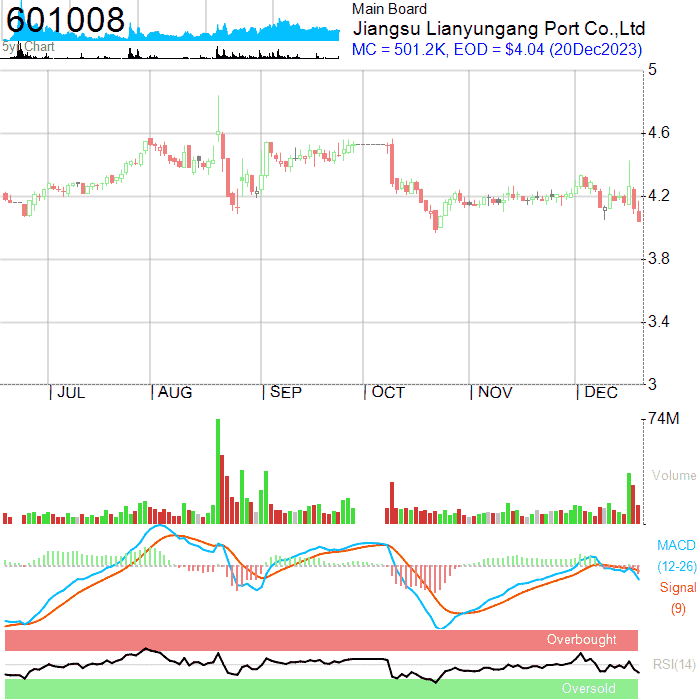 601008
5yr Chart
Main Board
Jiangsu Lianyungang Port Co.,Ltd
MC = 501.2K, EOD = $4.04 (20Dec2023)
5
4.6
4.2
3.8
3.4
3
JUL
AUG
SEP
OCT
NOV
DEC
74M
Volume
MACD
(12-26)
Signal
(9)
Overbought
RSI(14)
Oversold